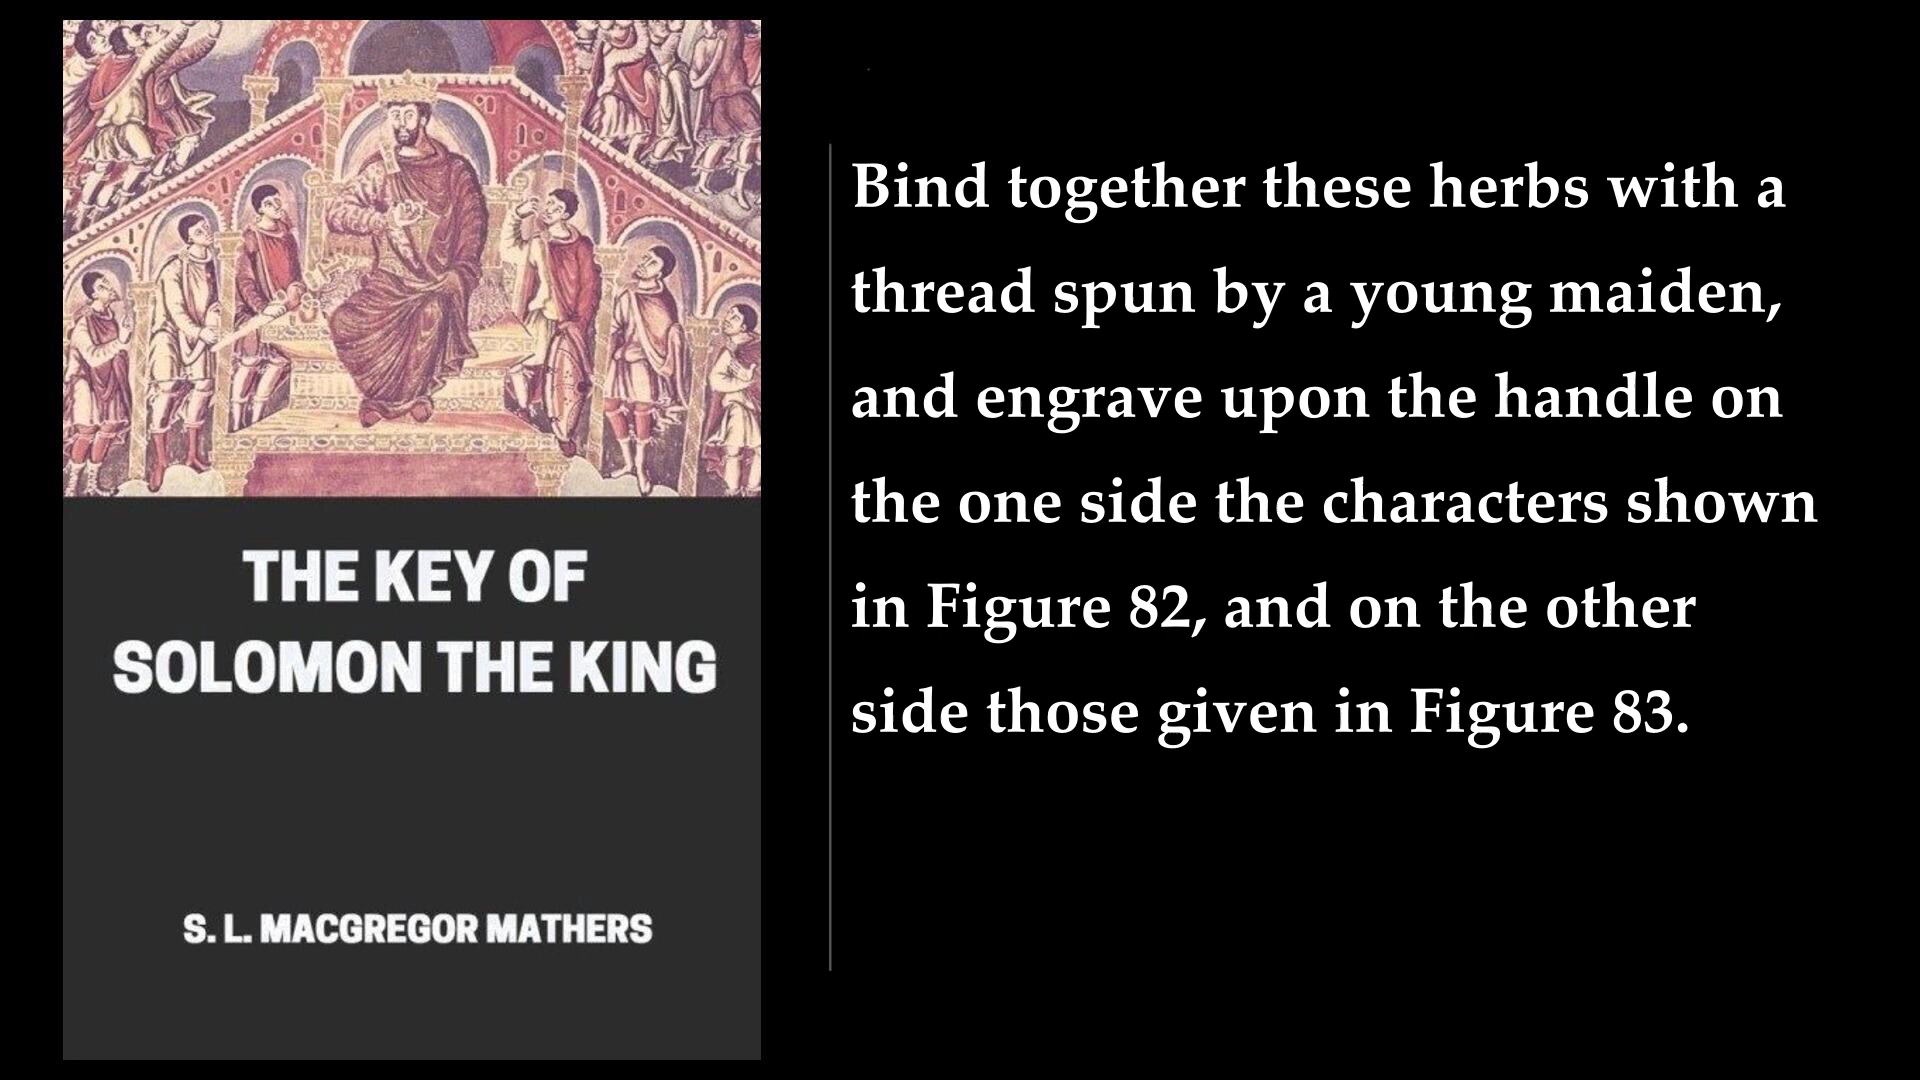 THE KEY OF
SOLOMON THE KING
S. L. MACGREGOR MATHERS
Bind together these herbs with a
thread spun by a young maiden,
and engrave upon the handle on
the one side the characters shown
in Figure 82, and on the other
side those given in Figure 83.